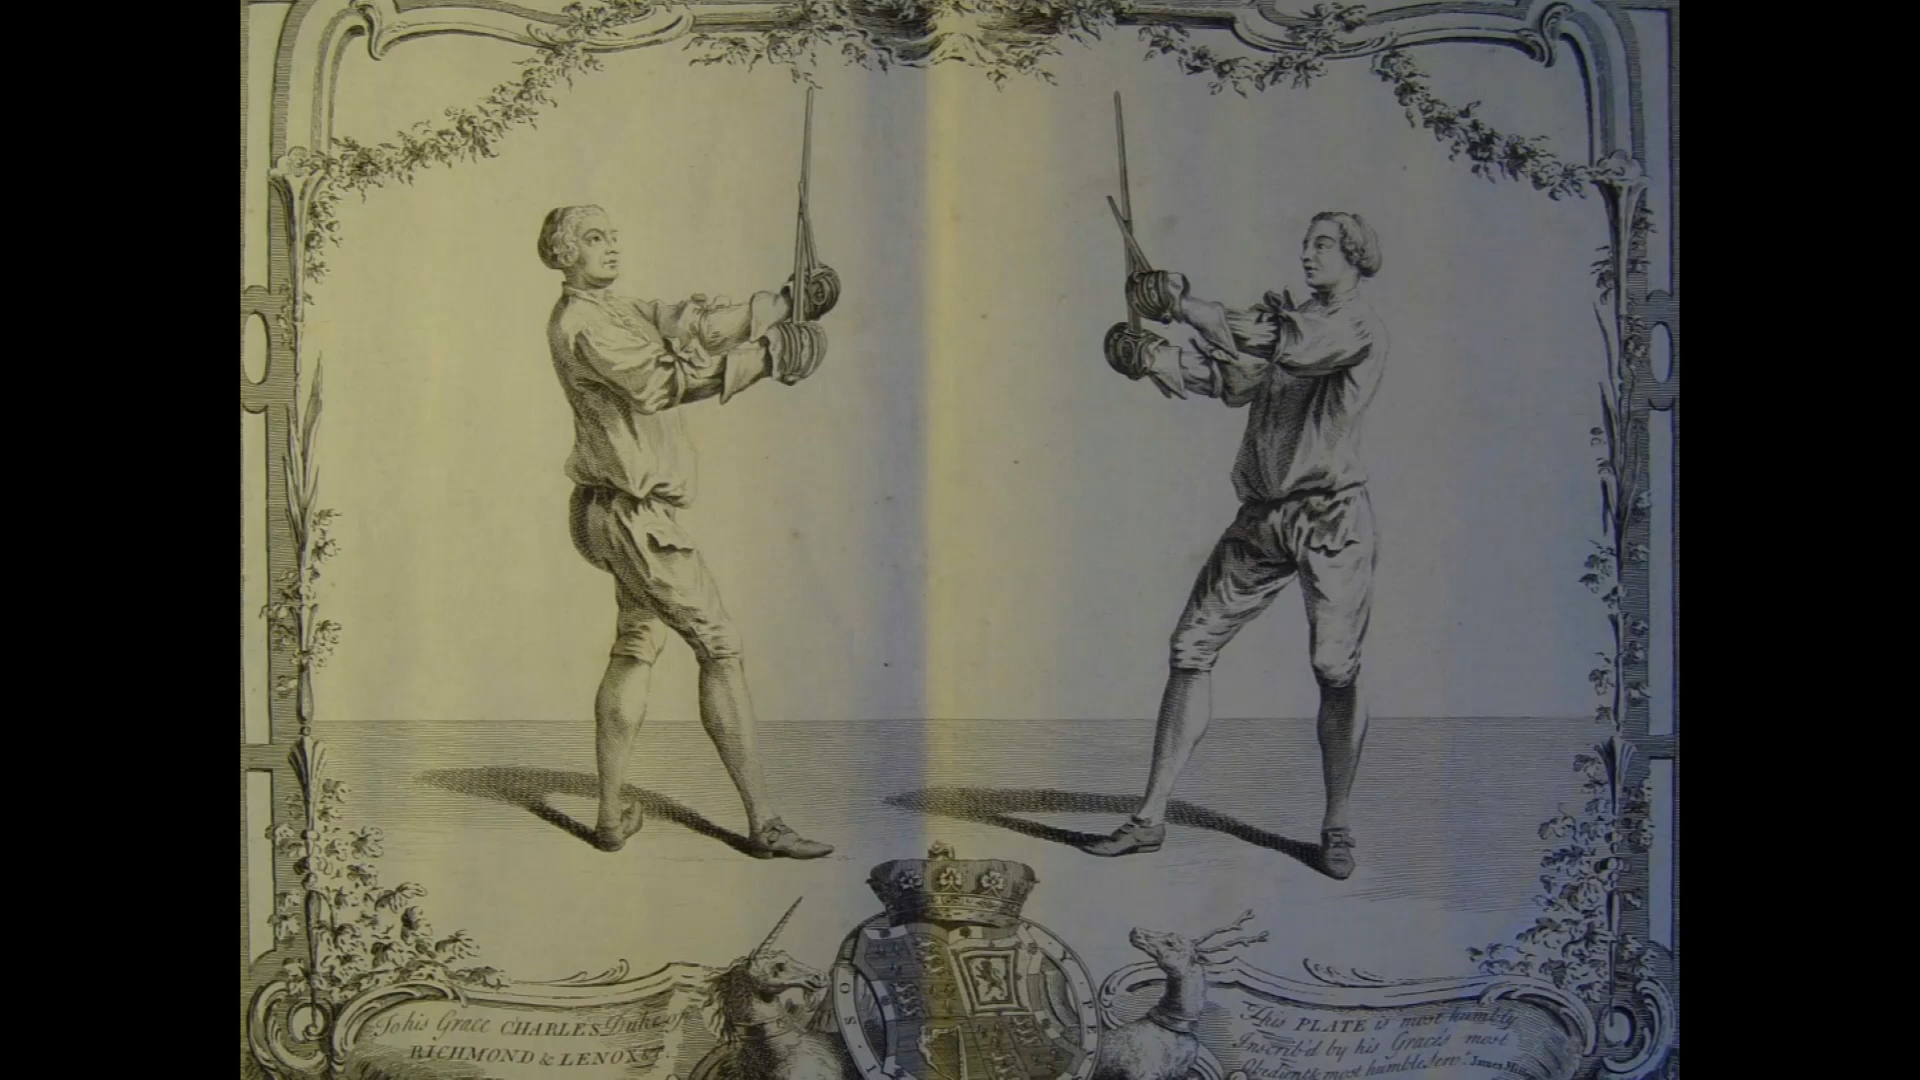 To his Grace CHARLES Duke of
RICHMOND & LENOX &c.
This PLATE is most humbly
Inscrib'd by his Grace's most
Obedient & most humble Servt. James Miller